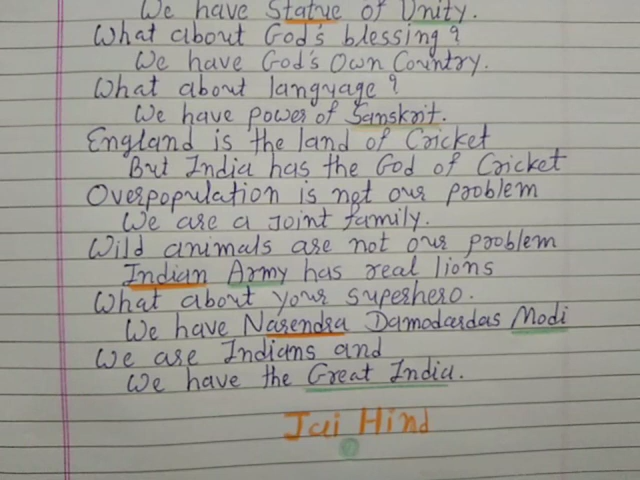 We have Statue of Unity.
What about God's blessing?
We have God's Own Country.
What about language?
We have power of Sanskrit.
England is the land of Cricket
But India has the God of Cricket
Overpopulation is not our problem
We are a Joint family.
Wild animals are not our problem
Indian Army has real lions
What about your superhero.
We have Narendra Damodardas Modi
We are Indians and
We have the Great India.
Jai Hind